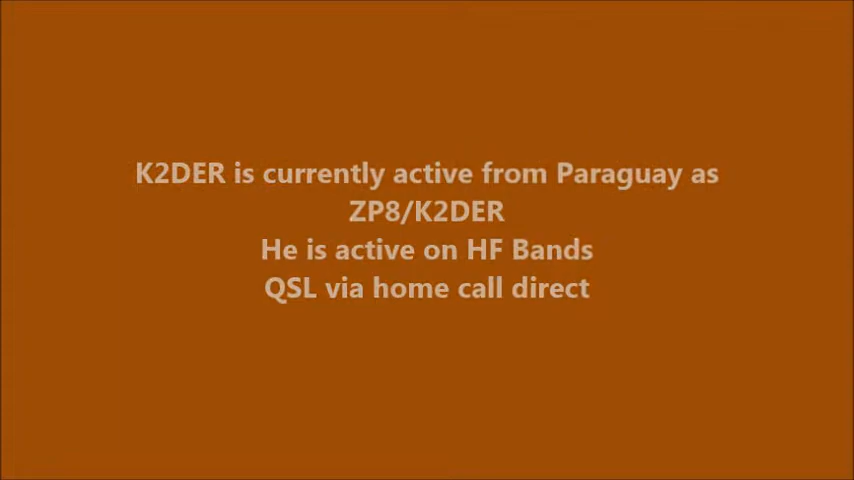 K2DER is currently active from Paraguay as
ZP8/K2DER
He is active on HF Bands
QSL via home call direct